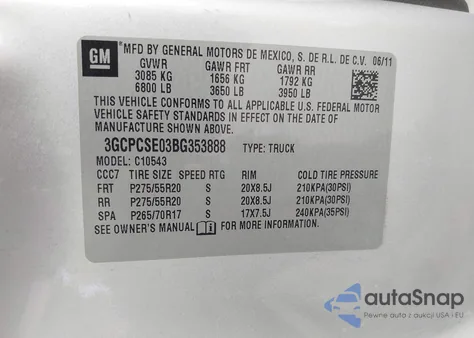 GM
MFD BY GENERAL MOTORS DE MEXICO, S. DE R.L. DE C.V. 06/11
GVWR GAWR FRT GAWR RR
3085 KG 1656 KG 1792 KG
6800 LB 3650 LB 3950 LB
THIS VEHICLE CONFORMS TO ALL APPLICABLE U.S. FEDERAL MOTOR
VEHICLE SAFETY STANDARDS IN EFFECT ON THE DATE OF
MANUFACTURE SHOWN ABOVE.
3GCPCSE03BG353888 TYPE: TRUCK
MODEL: C10543
CCC7 TIRE SIZE SPEED RTG RIM COLD TIRE PRESSURE
FRT P275/55R20 S 20X8.5J 210KPA(30PSI)
RR P275/55R20 S 20X8.5J 210KPA(30PSI)
SPA P265/70R17 S 17X7.5J 240KPA(35PSI)
SEE OWNER'S MANUAL FOR MORE INFORMATION.
autoSnap
Pewne auta z aukcji USA i EU